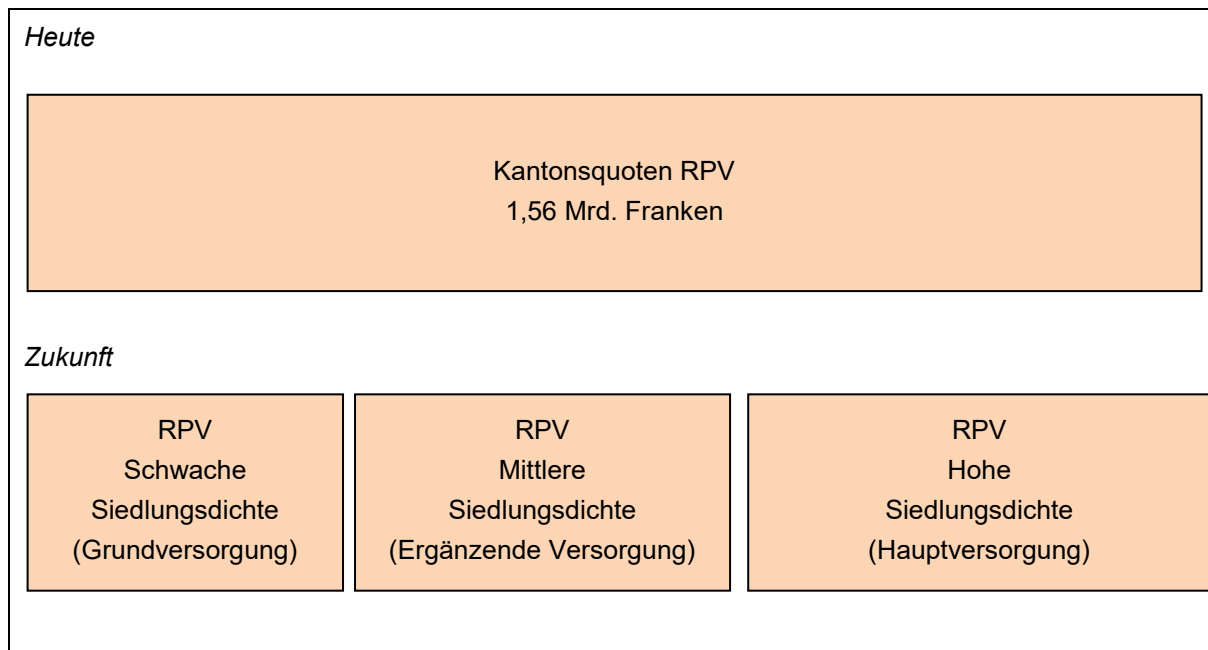 Heute
Kantonsquoten RPV
1,56 Mrd. Franken
Zukunft
RPV
Schwache
Siedlungsdichte
(Grundversorgung)
RPV
Mittlere
Siedlungsdichte
(Ergänzende Versorgung)
RPV
Hohe
Siedlungsdichte
(Hauptversorgung)